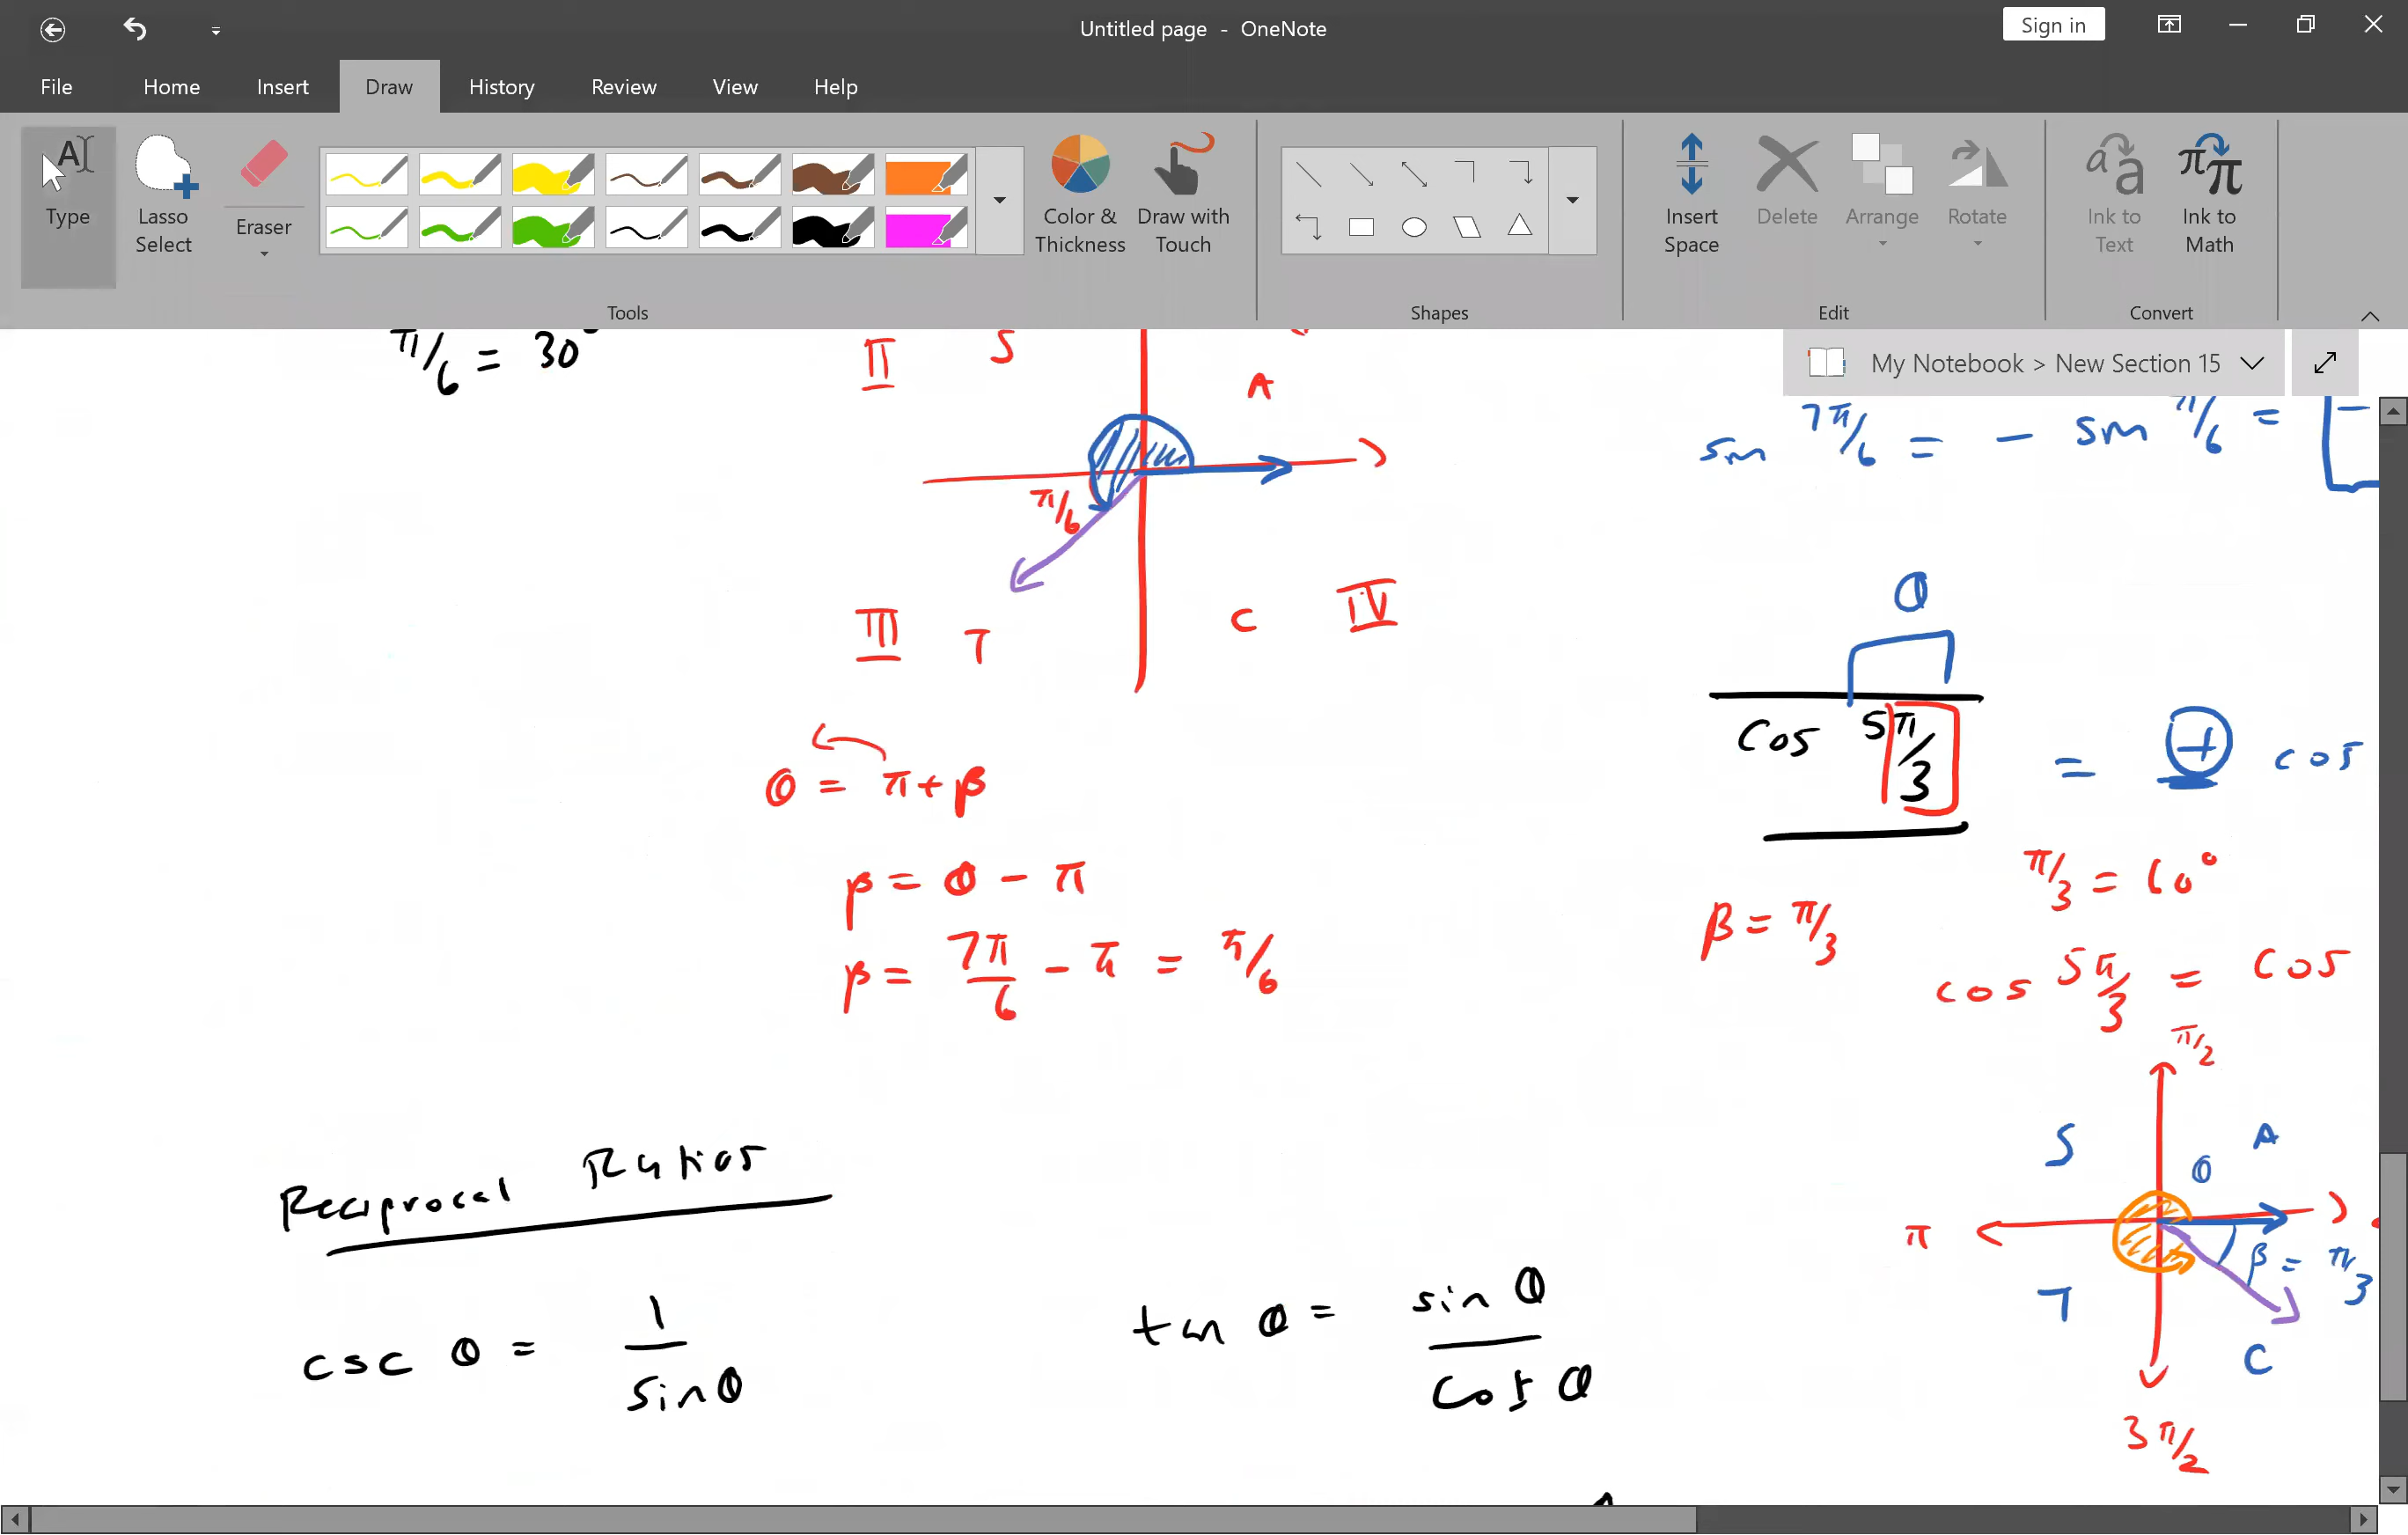 Untitled page - OneNote
Sign in
File Home Insert Draw History Review View Help
Type
Lasso Select
Eraser
Color & Thickness
Draw with Touch
Insert Space
Delete
Arrange
Rotate
Ink to Text
Ink to Math
Tools
Shapes
Edit
Convert
My Notebook > New Section 15
π/6 = 30°
II S
A
π/6
III T
C IV
θ = π + β
β = θ - π
β = 7π/6 - π = π/6
sin 7π/6 = - sin π/6 =
θ
cos 5π/3 = + cos
π/3 = 60°
β = π/3
cos 5π/3 = cos
π/2
S A
θ
π
β = π/3
T
C
3π/2
Reciprocal Ratios
csc θ = 1/sinθ
tan θ = sin θ/cos θ